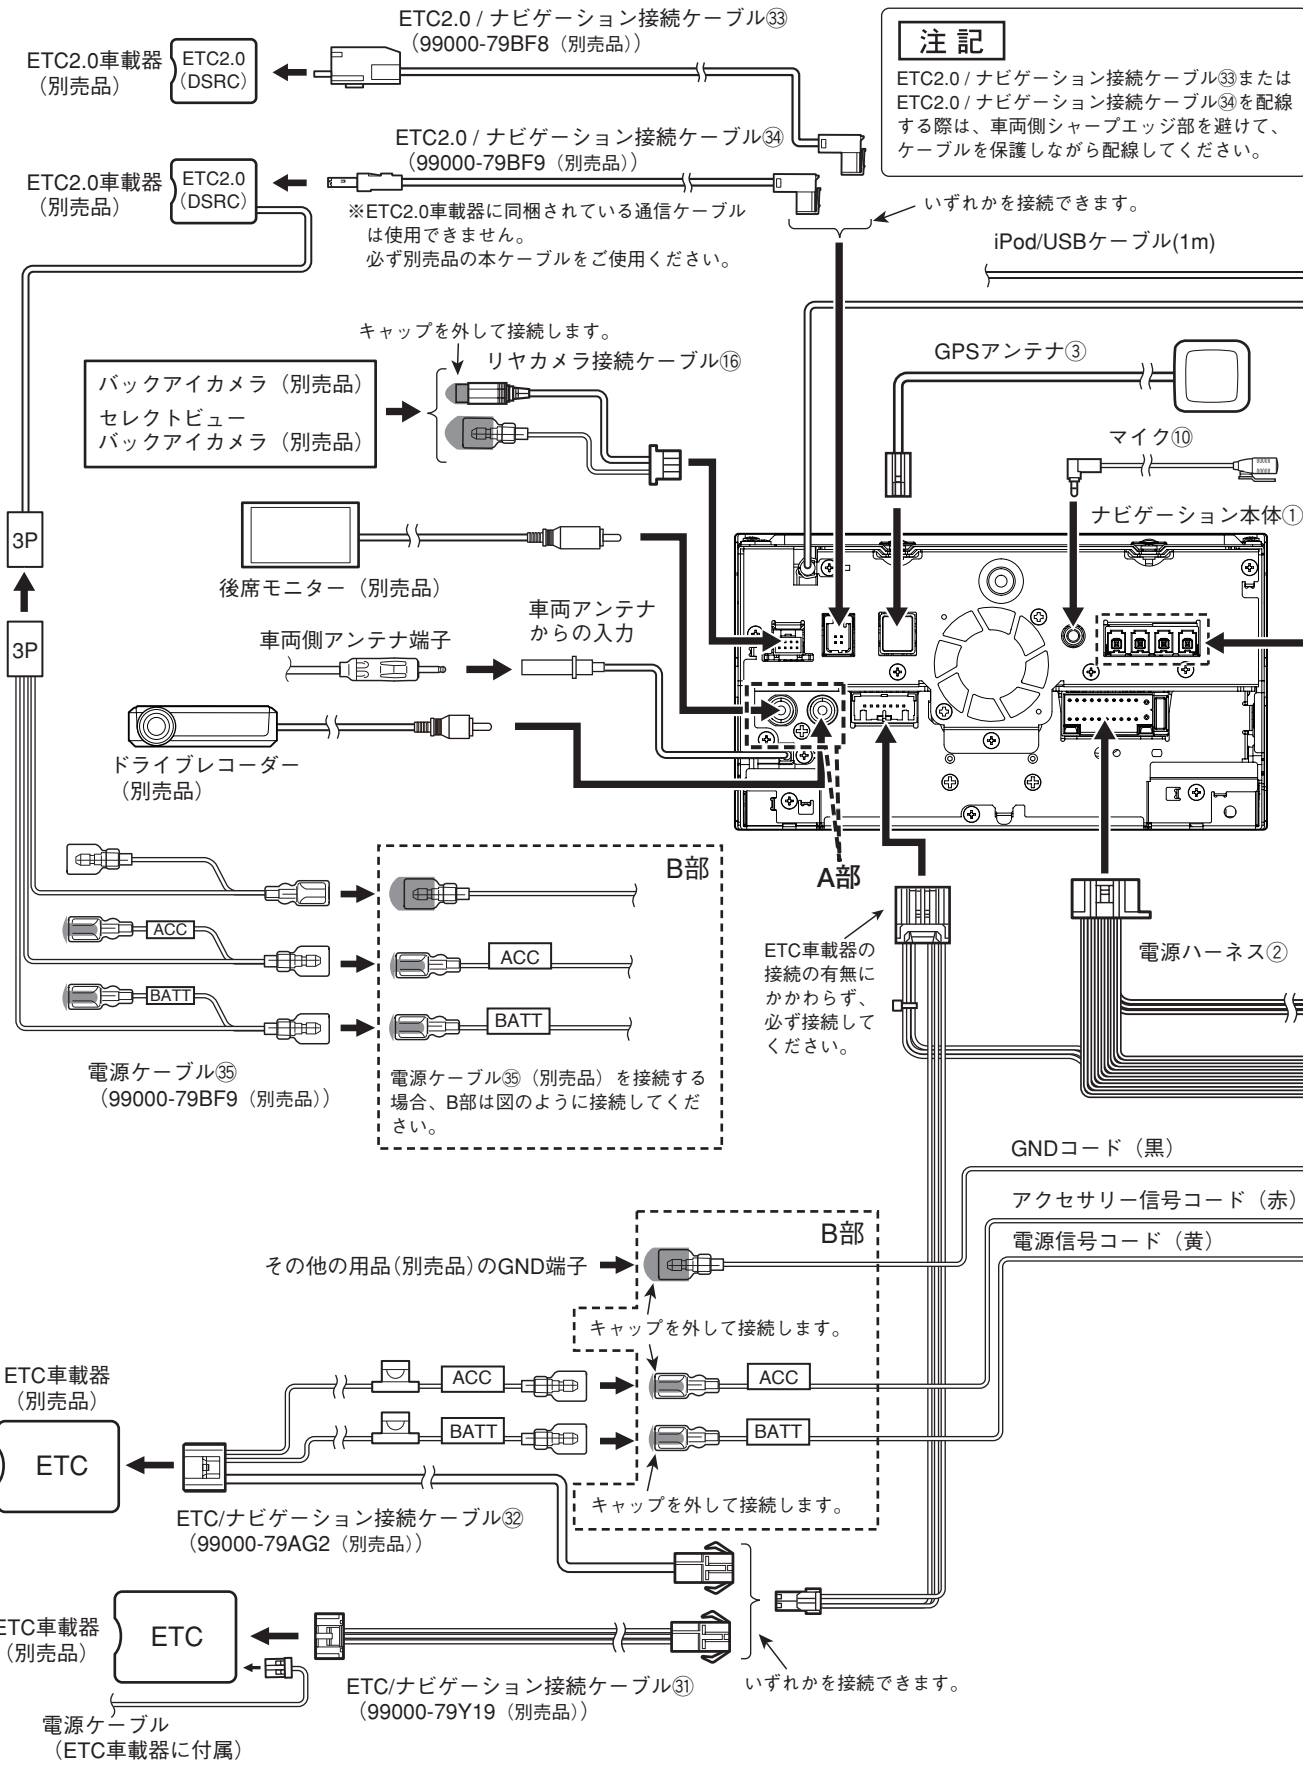 ETC2.0 / ナビゲーション接続ケーブル㉝
（99000-79BF8（別売品））
ETC2.0車載器
（別売品）
ETC2.0
（DSRC）
注 記
ETC2.0 / ナビゲーション接続ケーブル㉝または
ETC2.0 / ナビゲーション接続ケーブル㉞を配線
する際は、車両側シャープエッジ部を避けて、
ケーブルを保護しながら配線してください。
ETC2.0 / ナビゲーション接続ケーブル㉞
（99000-79BF9（別売品））
ETC2.0車載器
（別売品）
ETC2.0
（DSRC）
※ETC2.0車載器に同梱されている通信ケーブル
は使用できません。
必ず別売品の本ケーブルをご使用ください。
いずれかを接続できます。
iPod/USBケーブル(1m)
キャップを外して接続します。
リヤカメラ接続ケーブル⑯
GPSアンテナ③
バックアイカメラ（別売品）
セレクトビュー
バックアイカメラ（別売品）
マイク⑩
ナビゲーション本体①
3P
後席モニター（別売品）
車両アンテナ
からの入力
車両側アンテナ端子
3P
ドライブレコーダー
（別売品）
B部
A部
ACC
ACC
BATT
BATT
ETC車載器の
接続の有無に
かかわらず、
必ず接続して
ください。
電源ハーネス②
電源ケーブル㉟
（99000-79BF9（別売品））
電源ケーブル㉟（別売品）を接続する
場合、B部は図のように接続してくだ
さい。
GNDコード（黒）
アクセサリー信号コード（赤）
電源信号コード（黄）
B部
その他の用品（別売品）のGND端子
キャップを外して接続します。
ETC車載器
（別売品）
ACC
ACC
BATT
BATT
ETC
キャップを外して接続します。
ETC/ナビゲーション接続ケーブル㉜
（99000-79AG2（別売品））
ETC車載器
（別売品）
ETC
ETC/ナビゲーション接続ケーブル㉛
（99000-79Y19（別売品））
いずれかを接続できます。
電源ケーブル
（ETC車載器に付属）